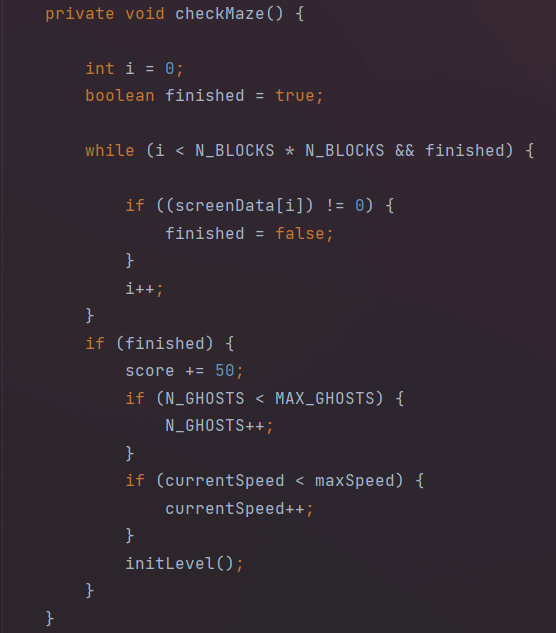 private void checkMaze() {
int i = 0;
boolean finished = true;
while (i < N_BLOCKS * N_BLOCKS && finished) {
if ((screenData[i]) != 0) {
finished = false;
}
i++;
}
if (finished) {
score += 50;
if (N_GHOSTS < MAX_GHOSTS) {
N_GHOSTS++;
}
if (currentSpeed < maxSpeed) {
currentSpeed++;
}
initLevel();
}
}